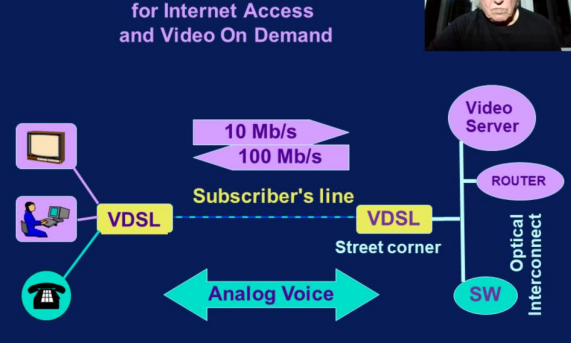 for Internet Access
and Video On Demand
Video
Server
10 Mb/s
100 Mb/s
ROUTER
Subscriber's line
VDSL
VDSL
Street corner
Optical
Interconnect
Analog Voice
SW